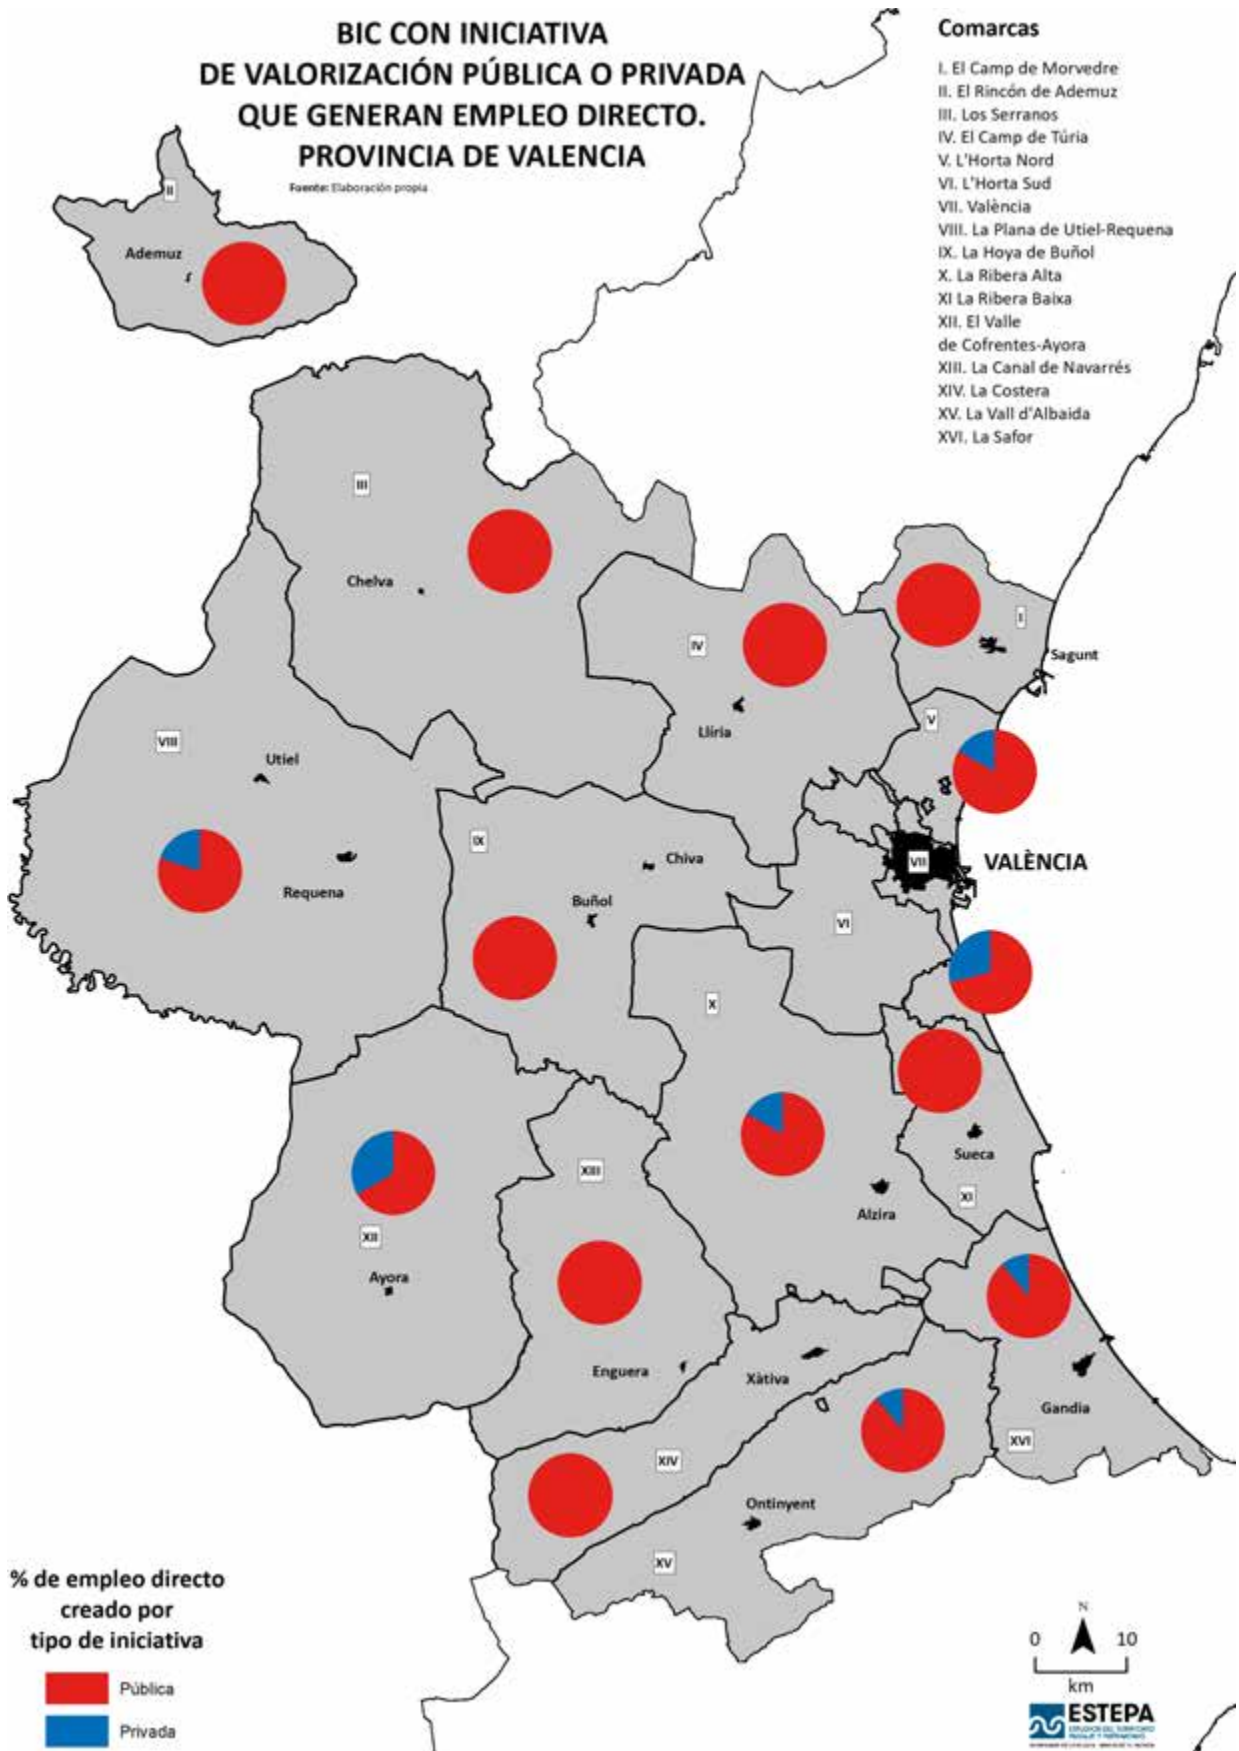 BIC CON INICIATIVA
DE VALORIZACIÓN PÚBLICA O PRIVADA
QUE GENERAN EMPLEO DIRECTO.
PROVINCIA DE VALENCIA
Fuente: Elaboración propia
Comarcas
I. El Camp de Morvedre
II. El Rincón de Ademuz
III. Los Serranos
IV. El Camp de Túria
V. L'Horta Nord
VI. L'Horta Sud
VII. València
VIII. La Plana de Utiel-Requena
IX. La Hoya de Buñol
X. La Ribera Alta
XI La Ribera Baixa
XII. El Valle
de Cofrentes-Ayora
XIII. La Canal de Navarrés
XIV. La Costera
XV. La Vall d'Albaida
XVI. La Safor
II
Ademuz
III
Chelva
IV
Llíria
I
Sagunt
V
VIII
Utiel
Requena
IX
Chiva
Buñol
VII
VALÈNCIA
VI
X
Sueca
XI
Alzira
XII
Ayora
XIII
Enguera
Xàtiva
Gandia
XVI
XIV
Ontinyent
XV
% de empleo directo
creado por
tipo de iniciativa
Pública
Privada
N
0 10
km
ESTEPA
ESTUDIOS DEL TERRITORIO
PAISAJE Y PATRIMONIO